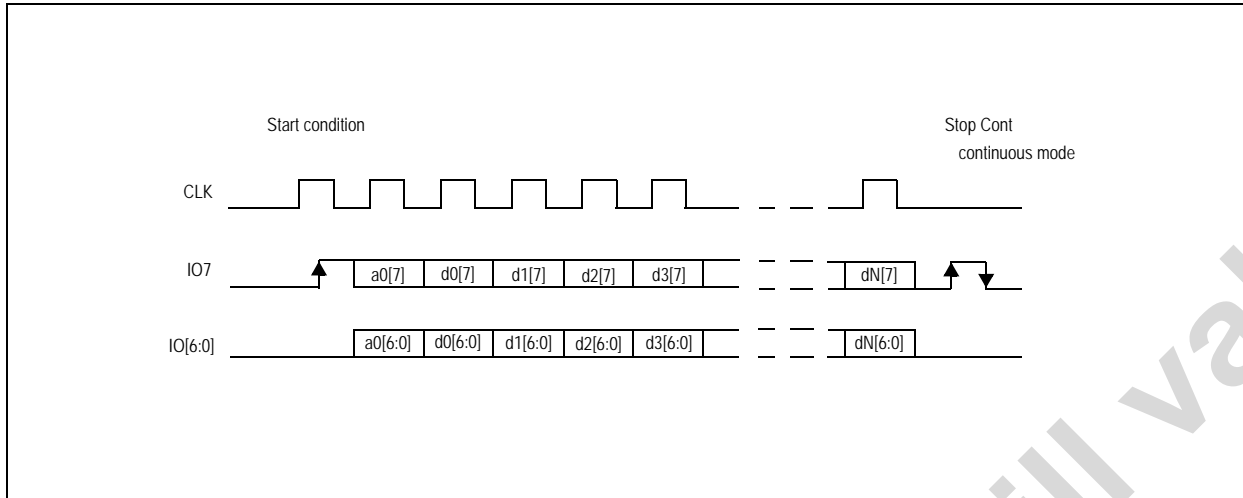 Start condition
Stop Cont
continuous mode
CLK
IO7
a0[7] d0[7] d1[7] d2[7] d3[7] dN[7]
IO[6:0]
a0[6:0] d0[6:0] d1[6:0] d2[6:0] d3[6:0] dN[6:0]
ill